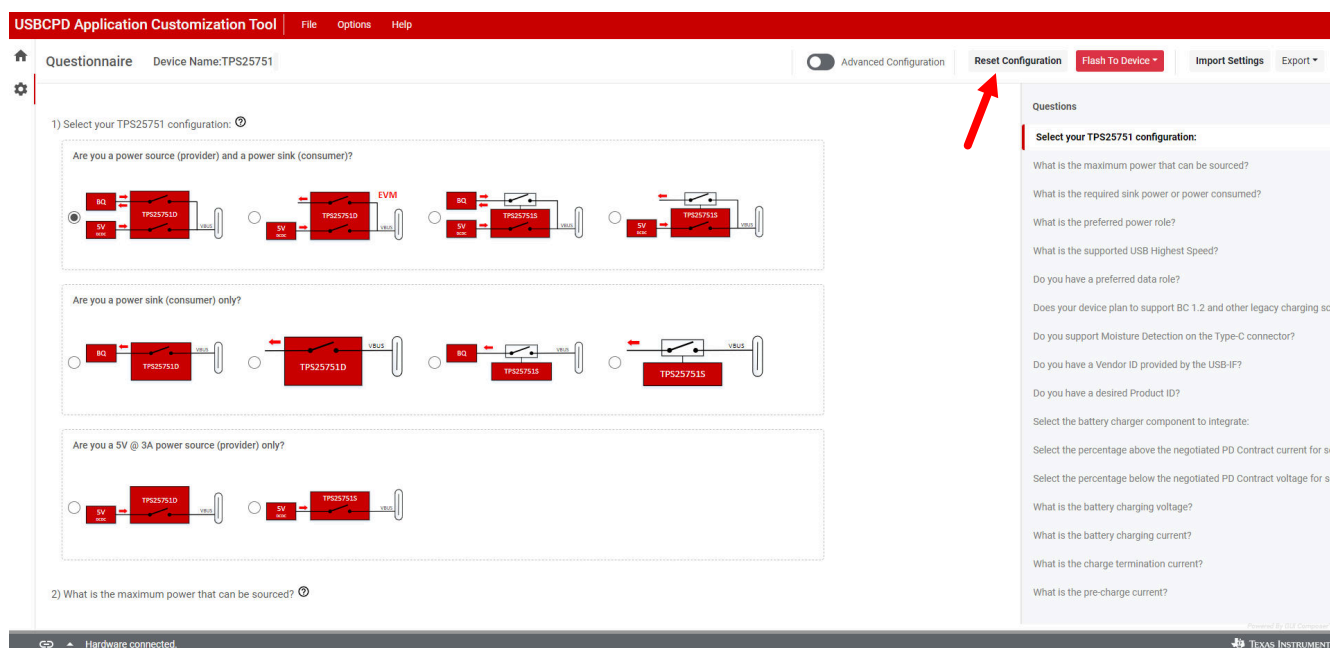 USBCPD Application Customization Tool File Options Help
Questionnaire Device Name:TPS25751 Advanced Configuration Reset Configuration Flash To Device Import Settings Export
1) Select your TPS25751 configuration:
Are you a power source (provider) and a power sink (consumer)?
BQ TPS25751D 5V DCDC VBUS
EVM TPS25751D 5V DCDC VBUS
BQ TPS25751S 5V DCDC VBUS
TPS25751S 5V DCDC VBUS
Are you a power sink (consumer) only?
BQ TPS25751D VBUS
TPS25751D VBUS
BQ TPS25751S VBUS
TPS25751S VBUS
Are you a 5V @ 3A power source (provider) only?
TPS25751D 5V DCDC VBUS
TPS25751S 5V DCDC VBUS
2) What is the maximum power that can be sourced?
Questions
Select your TPS25751 configuration:
What is the maximum power that can be sourced?
What is the required sink power or power consumed?
What is the preferred power role?
What is the supported USB Highest Speed?
Do you have a preferred data role?
Does your device plan to support BC 1.2 and other legacy charging sc
Do you support Moisture Detection on the Type-C connector?
Do you have a Vendor ID provided by the USB-IF?
Do you have a desired Product ID?
Select the battery charger component to integrate:
Select the percentage above the negotiated PD Contract current for s
Select the percentage below the negotiated PD Contract voltage for s
What is the battery charging voltage?
What is the battery charging current?
What is the charge termination current?
What is the pre-charge current?
Powered By GUI Composer
Hardware connected. TEXAS INSTRUMENT